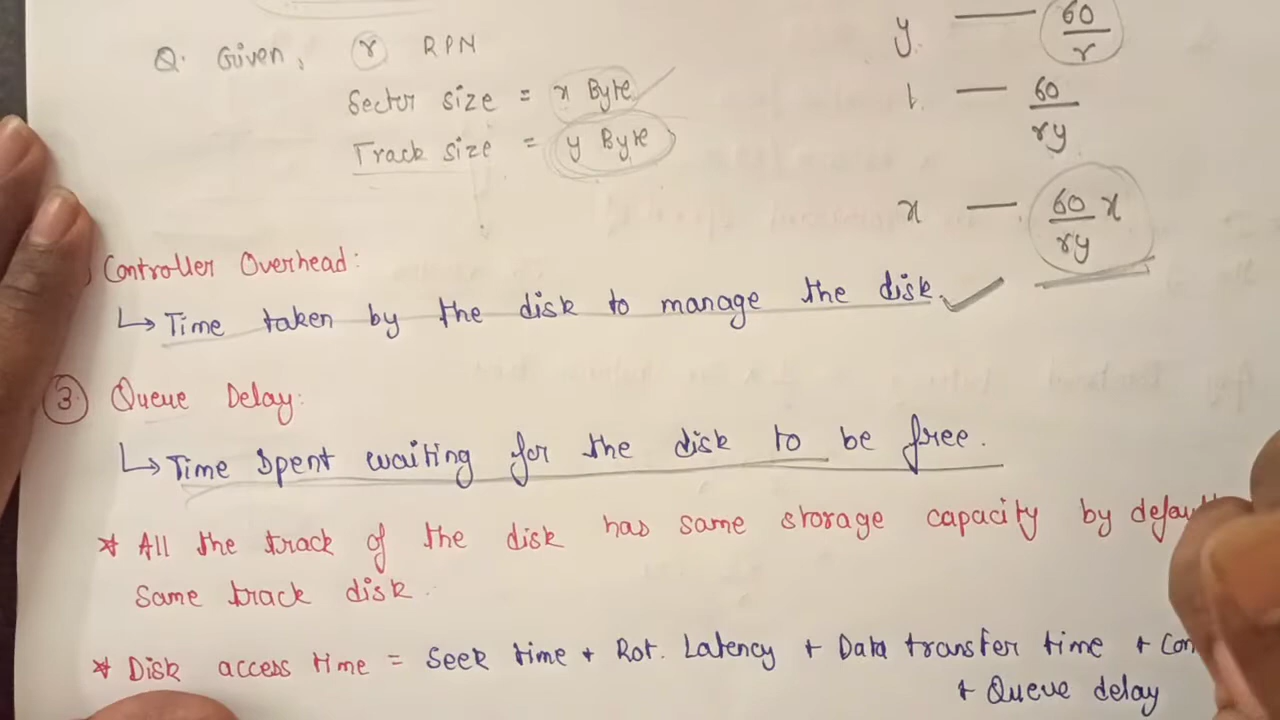 Q. Given, r RPM
Sector size = x Byte
Track size = y Byte
y — 60/r
1. — 60/ry
x — 60/ry x
Controller Overhead:
↳ Time taken by the disk to manage the disk.
③ Queue Delay:
↳ Time Spent waiting for the disk to be free.
* All the track of the disk has same storage capacity by
Same track disk.
* Disk access time = Seek time + Rot. Latency + Data transfer time +
+ Queue delay